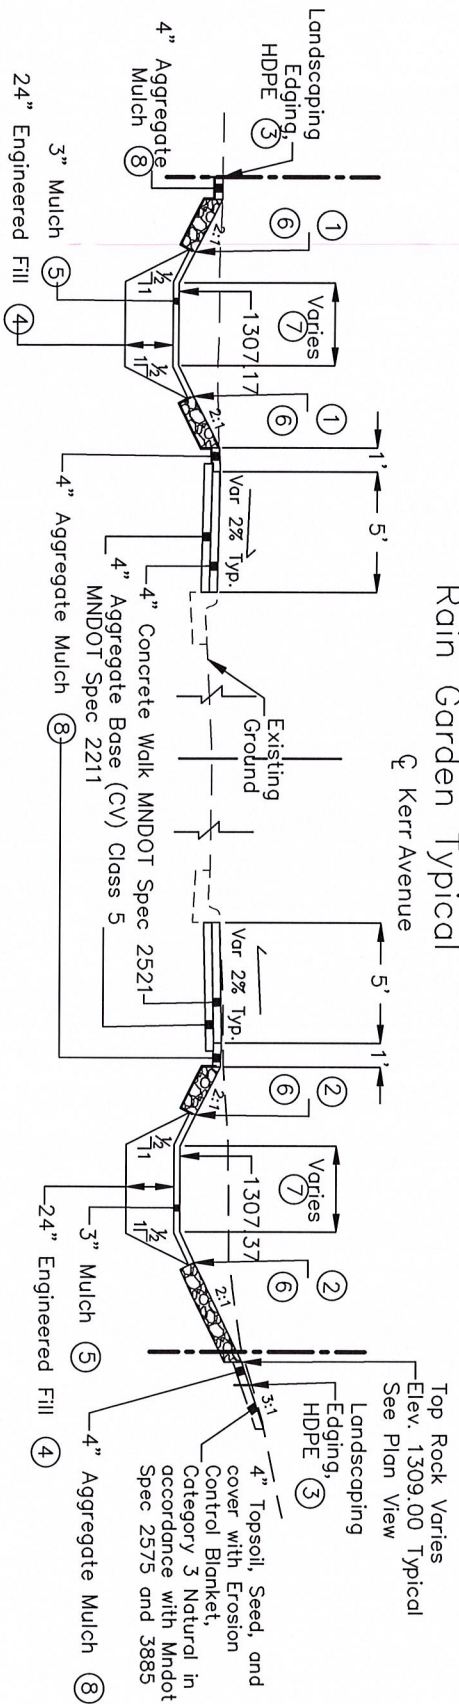 Rain Garden Typical
℄ Kerr Avenue
Landscaping
Edging,
HDPE ③
4" Aggregate
Mulch ⑧
3" Mulch ⑤
24" Engineered Fill ④
①
⑥
Varies
⑦
1307.17
①
⑥
2:1
2:1
½
1
½
1
1'
5'
Var 2% Typ.
Existing
Ground
4" Concrete Walk MNDOT Spec 2521
4" Aggregate Base (CV) Class 5
MNDOT Spec 2211
4" Aggregate Mulch ⑧
5'
1'
Var 2% Typ.
②
⑥
Varies
⑦
1307.37
②
⑥
2:1
2:1
3:1
½
1
½
1
3" Mulch ⑤
24" Engineered Fill ④
Top Rock Varies
Elev. 1309.00 Typical
See Plan View
Landscaping
Edging,
HDPE ③
4" Topsoil, Seed, and
cover with Erosion
Control Blanket,
Category 3 Natural in
accordance with Mndot
Spec 2575 and 3885
4" Aggregate Mulch ⑧